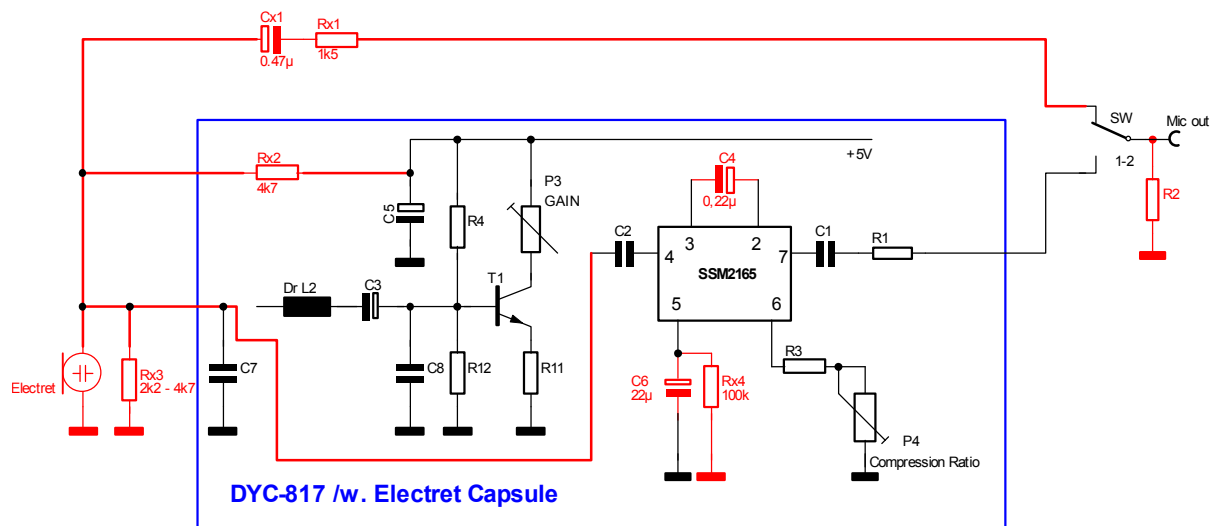 Cx1
0.47µ
Rx1
1k5
SW
Mic out
1-2
R2
+5V
Rx2
4k7
C5
R4
P3
GAIN
C4
0,22µ
C2
3
2
4
7
SSM2165
5
6
C1
R1
Dr L2
C3
T1
R3
Electret
Rx3
2k2 - 4k7
C7
C8
R12
R11
C6
22µ
Rx4
100k
P4
Compression Ratio
DYC-817 /w. Electret Capsule